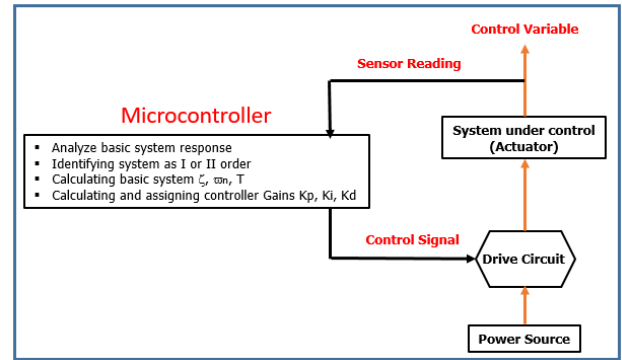 Control Variable
Sensor Reading
Microcontroller
▪ Analyze basic system response
▪ Identifying system as I or II order
▪ Calculating basic system ζ, ϖn, T
▪ Calculating and assigning controller Gains Kp, Ki, Kd
System under control
(Actuator)
Control Signal
Drive Circuit
Power Source